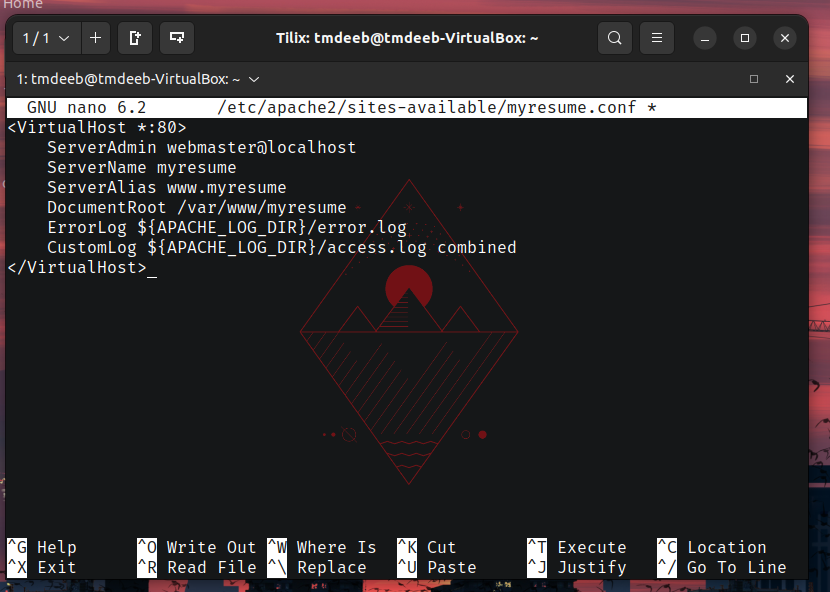 Home
1 / 1
Tilix: tmdeeb@tmdeeb-VirtualBox: ~
1: tmdeeb@tmdeeb-VirtualBox: ~
GNU nano 6.2 /etc/apache2/sites-available/myresume.conf *
<VirtualHost *:80>
    ServerAdmin webmaster@localhost
    ServerName myresume
    ServerAlias www.myresume
    DocumentRoot /var/www/myresume
    ErrorLog ${APACHE_LOG_DIR}/error.log
    CustomLog ${APACHE_LOG_DIR}/access.log combined
</VirtualHost>
^G Help ^O Write Out ^W Where Is ^K Cut ^T Execute ^C Location
^X Exit ^R Read File ^\ Replace ^U Paste ^J Justify ^/ Go To Line